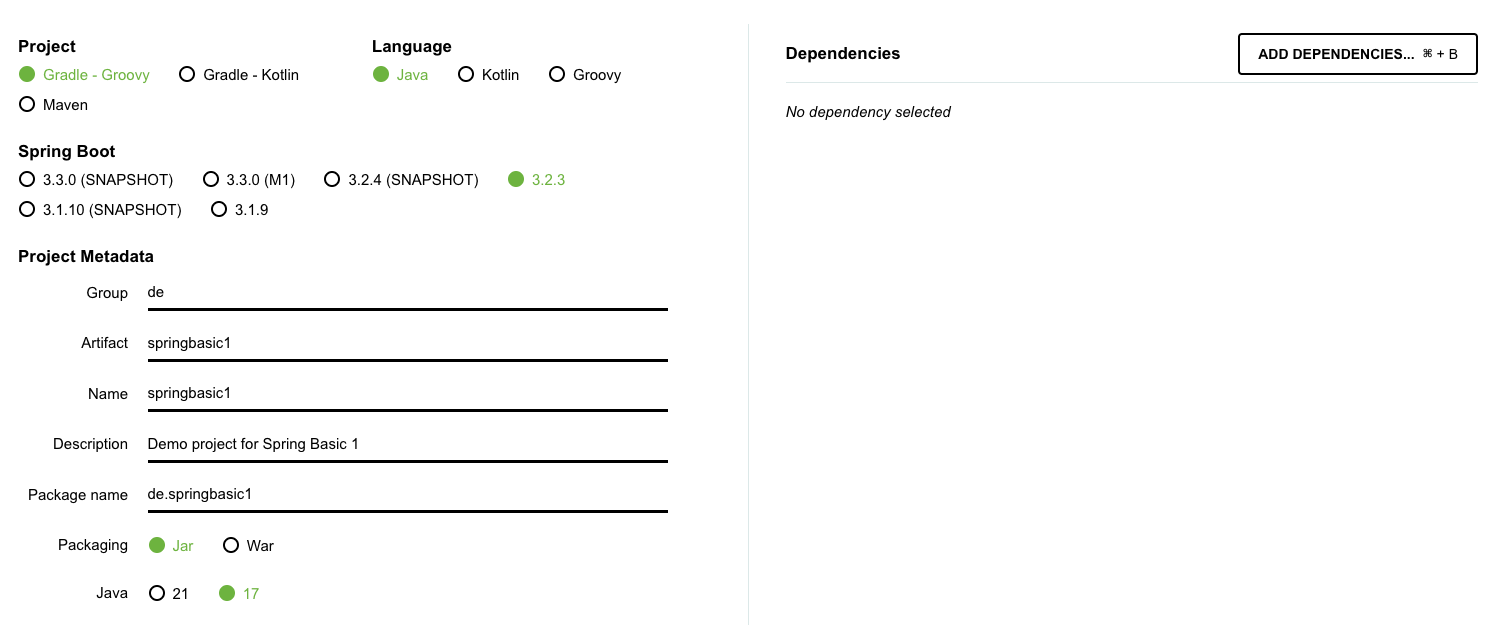 Project
Gradle - Groovy Gradle - Kotlin
Maven
Language
Java Kotlin Groovy
Spring Boot
3.3.0 (SNAPSHOT) 3.3.0 (M1) 3.2.4 (SNAPSHOT) 3.2.3
3.1.10 (SNAPSHOT) 3.1.9
Project Metadata
Group de
Artifact springbasic1
Name springbasic1
Description Demo project for Spring Basic 1
Package name de.springbasic1
Packaging Jar War
Java 21 17
Dependencies ADD DEPENDENCIES... ⌘ + B
No dependency selected